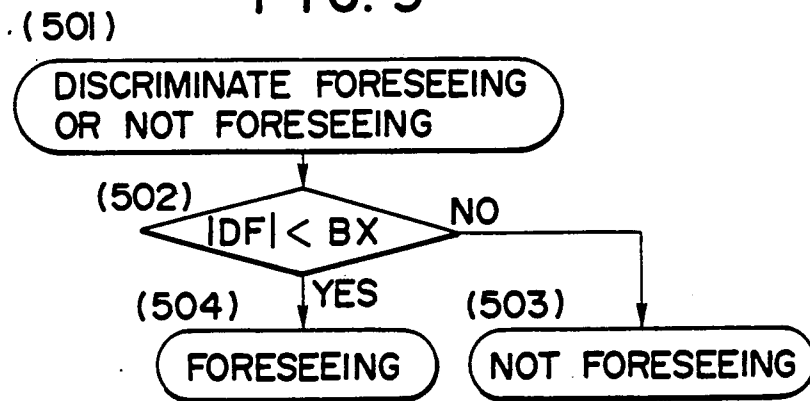 (501)
DISCRIMINATE FORESEEING
OR NOT FORESEEING
(502)
|DF| < BX
NO
YES
(504)
(503)
FORESEEING
NOT FORESEEING